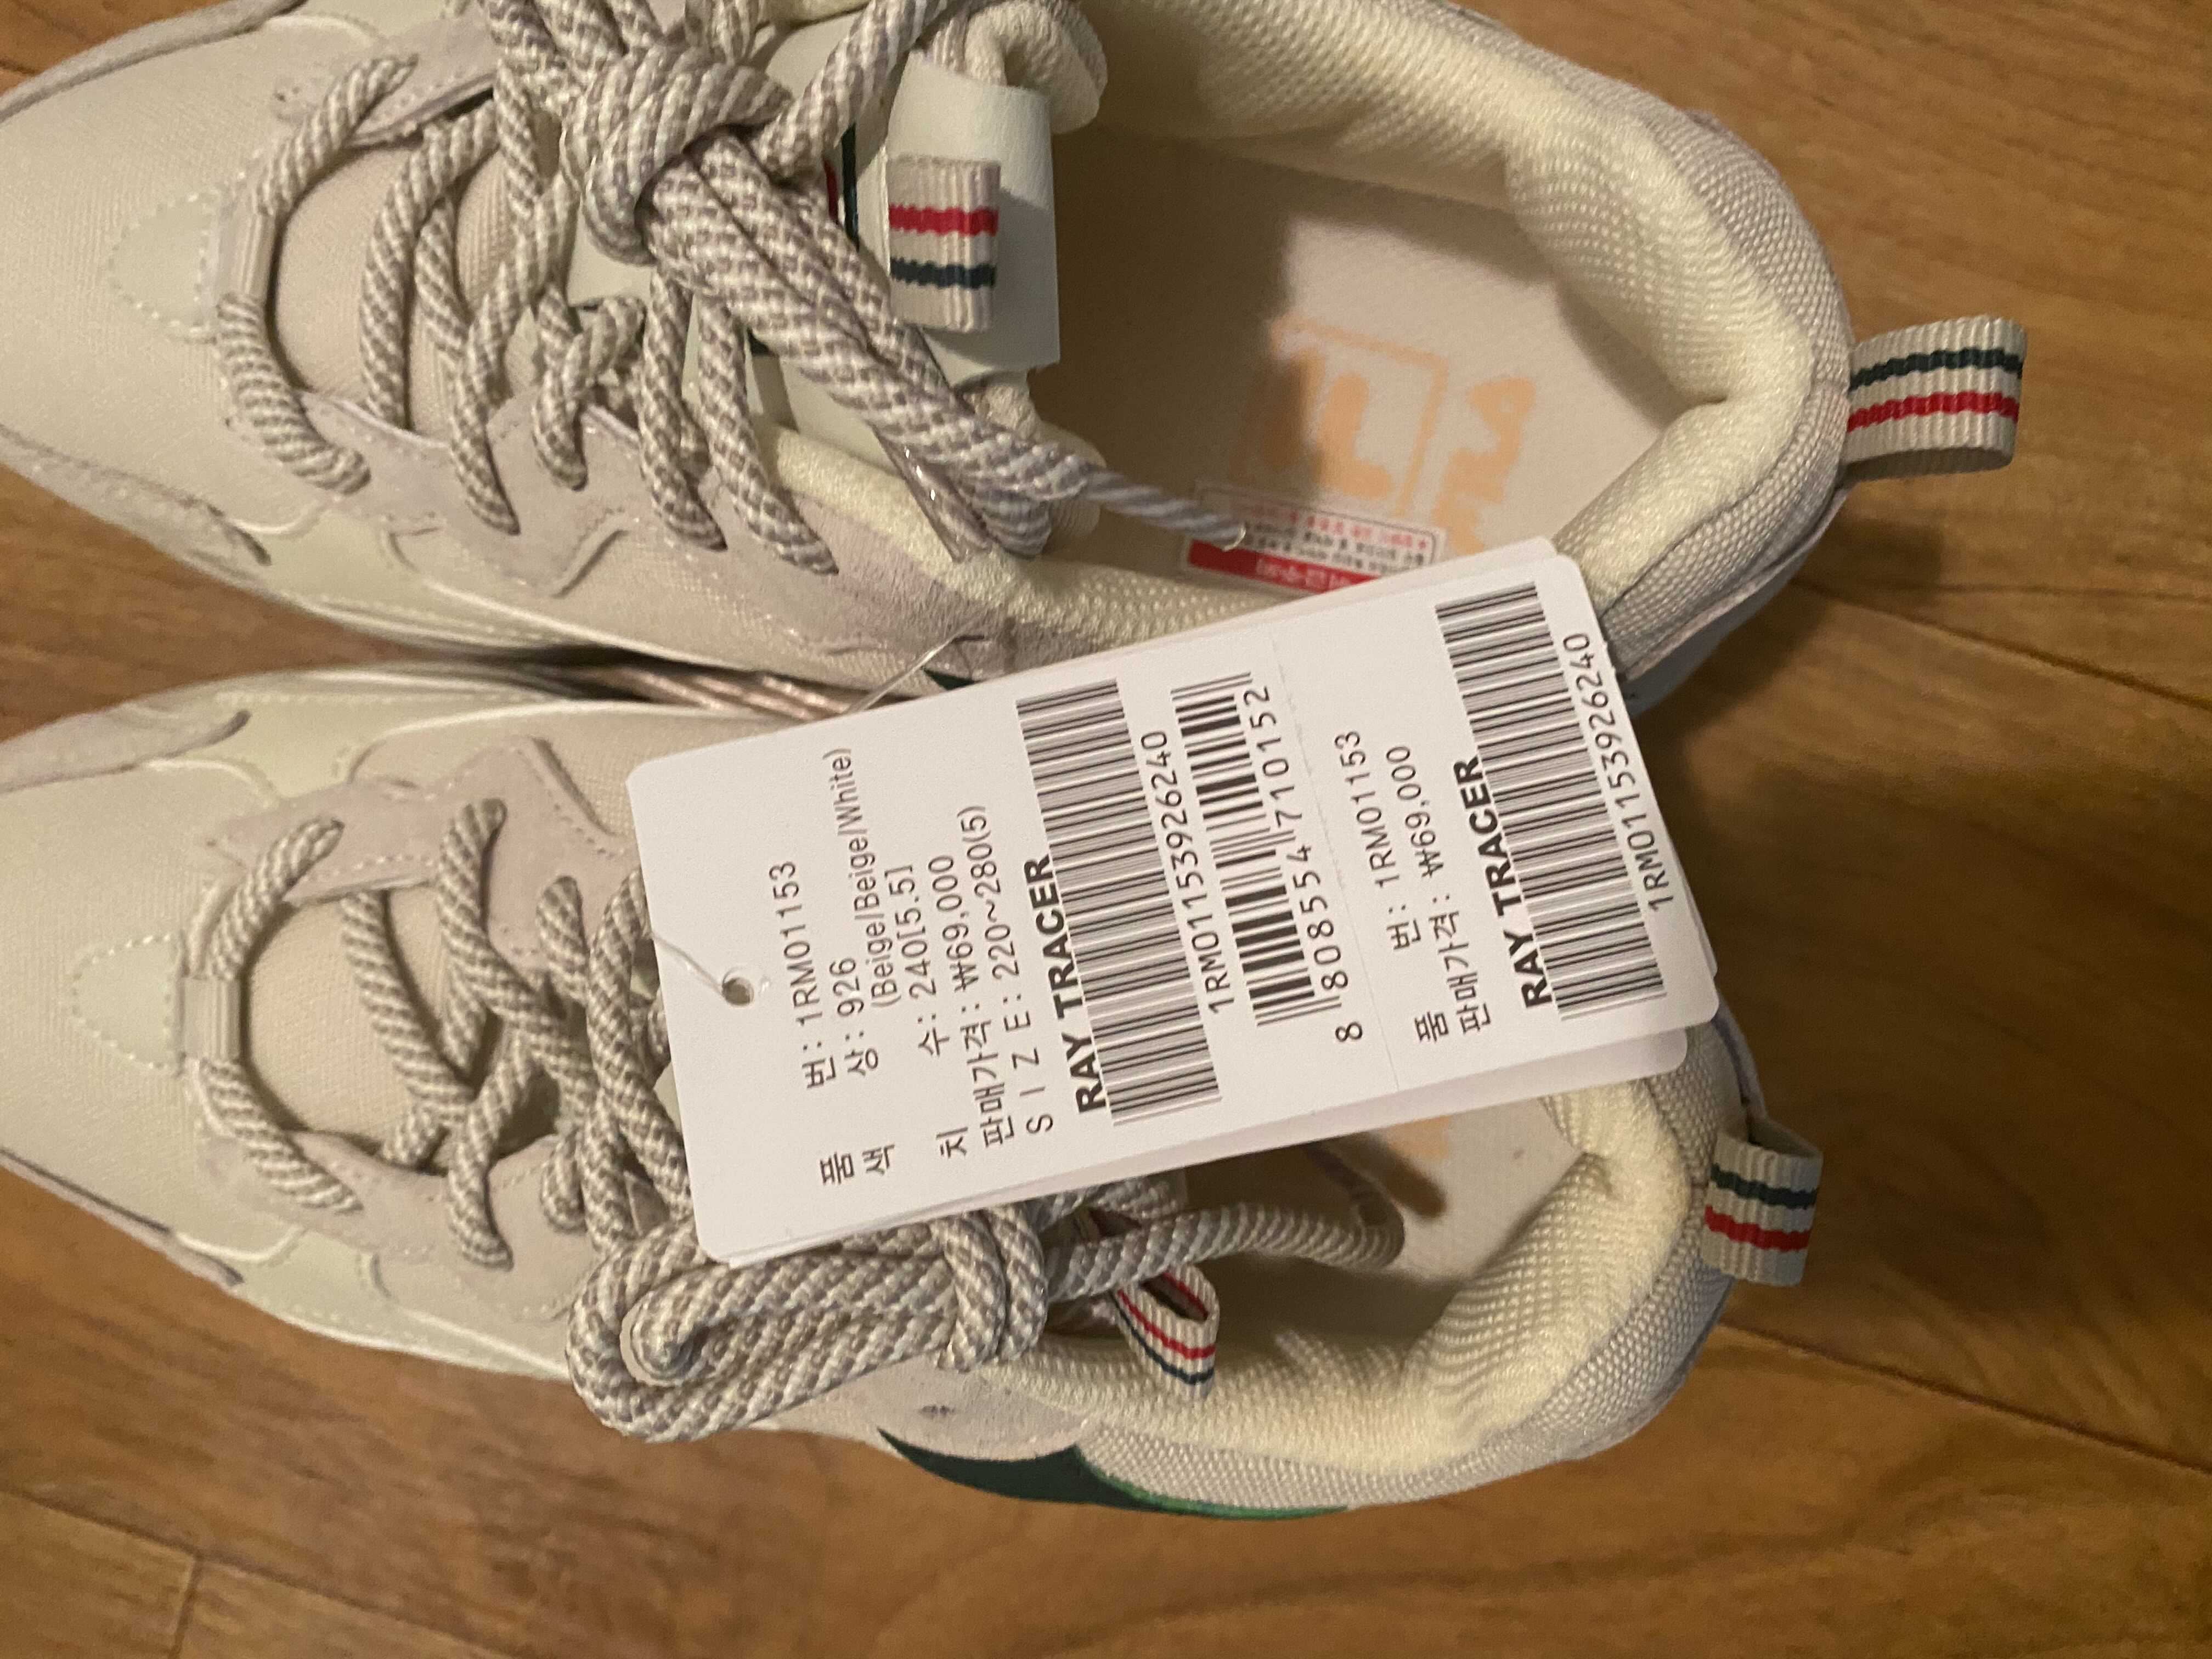 품 번: 1RM01153
색 상: 926
(Beige/Beige/Beige/White)
치 수: 240[5.5]
판매가격: ₩69,000
S I Z E: 220~280(5)
RAY TRACER
1RM01153926240
8 808554 710152
품 번: 1RM01153
판매가격: ₩69,000
RAY TRACER
1RM01153926240